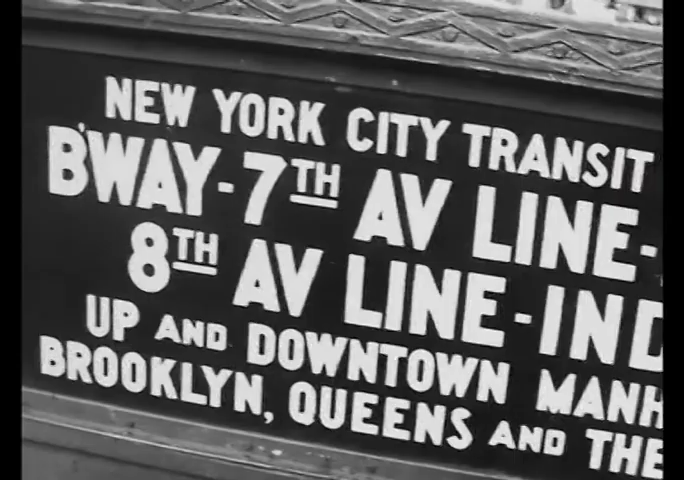 NEW YORK CITY TRANSIT
B'WAY-7TH AV LINE-
8TH AV LINE-IND
UP AND DOWNTOWN MANH
BROOKLYN, QUEENS AND THE